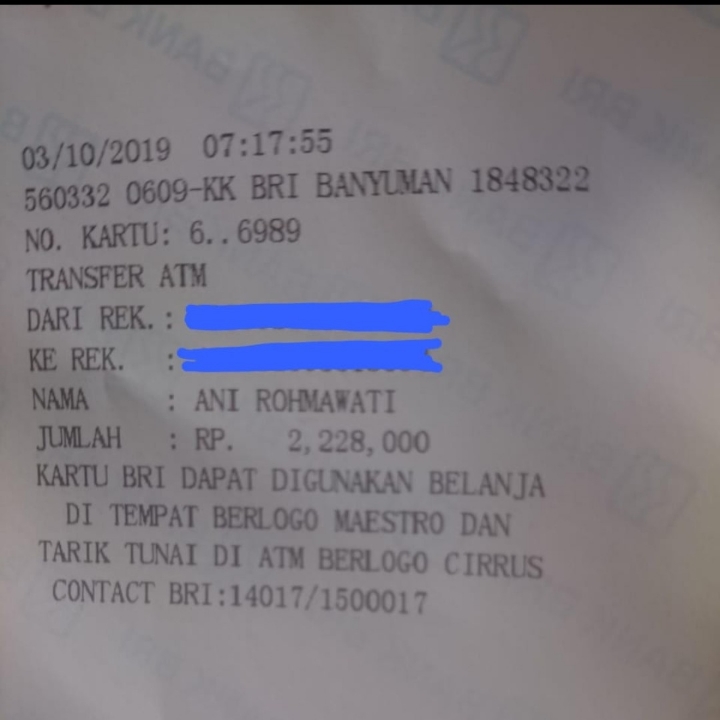 03/10/2019 07:17:55
560332 0609-KK BRI BANYUMAN 1848322
NO. KARTU: 6..6989
TRANSFER ATM
DARI REK. :
KE REK. :
NAMA : ANI ROHMAWATI
JUMLAH : RP. 2,228,000
KARTU BRI DAPAT DIGUNAKAN BELANJA
DI TEMPAT BERLOGO MAESTRO DAN
TARIK TUNAI DI ATM BERLOGO CIRRUS
CONTACT BRI:14017/1500017